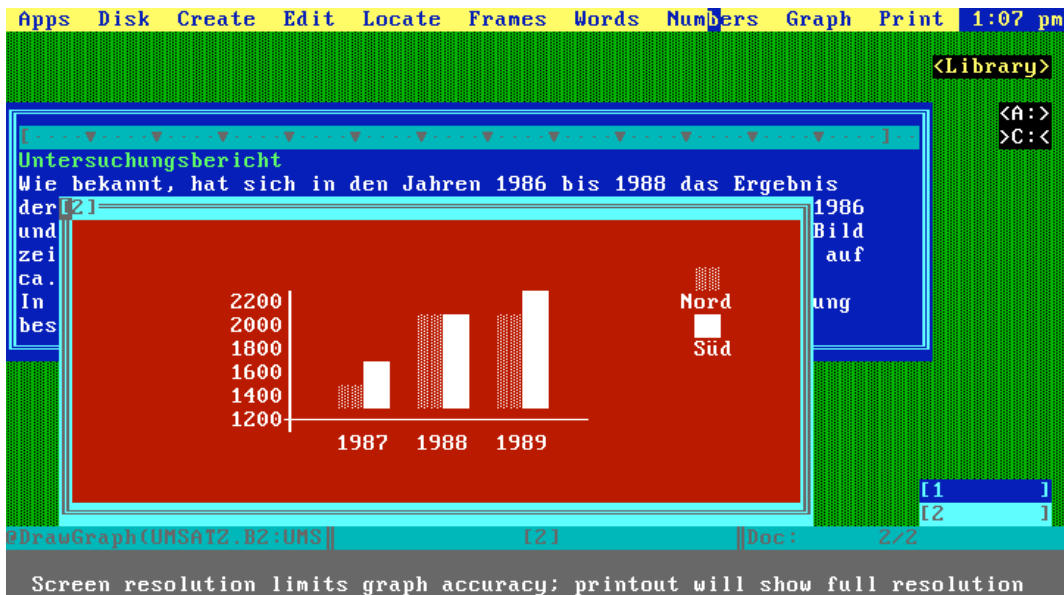 Apps Disk Create Edit Locate Frames Words Numbers Graph Print 1:07 pm
<Library>
<A:>
>C:<
Untersuchungsbericht
Wie bekannt, hat sich in den Jahren 1986 bis 1988 das Ergebnis
der 1986
und Bild
zei auf
ca.
In ung
bes
[2]
2200
2000
1800
1600
1400
1200
1987 1988 1989
Nord
Süd
[1 ]
[2 ]
@DrawGraph(UMSATZ.B2:UMS [2] Doc: 2/2
Screen resolution limits graph accuracy; printout will show full resolution